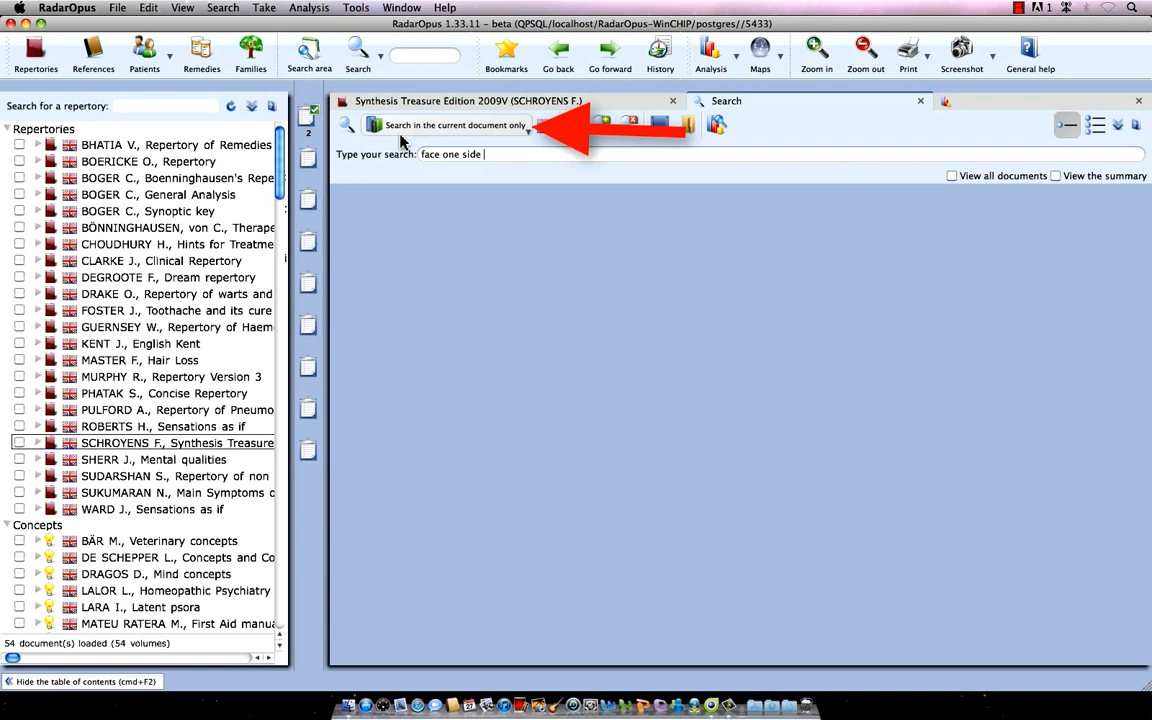 RadarOpus File Edit View Search Take Analysis Tools Window Help 1
RadarOpus 1.33.11 - beta (QPSQL/localhost/RadarOpus-WinCHIP/postgres//5433)
Repertories References Patients Remedies Families Search area Search Bookmarks Go back Go forward History Analysis Maps Zoom in Zoom out Print Screenshot General help
Search for a repertory:
Synthesis Treasure Edition 2009V (SCHROYENS F.) Search
Search in the current document only
2
Type your search: face one side
View all documents View the summary
Repertories
BHATIA V., Repertory of Remedies
BOERICKE O., Repertory
BOGER C., Boenninghausen's Repe
BOGER C., General Analysis
BOGER C., Synoptic key
BÖNNINGHAUSEN, von C., Therape
CHOUDHURY H., Hints for Treatme
CLARKE J., Clinical Repertory
DEGROOTE F., Dream repertory
DRAKE O., Repertory of warts and
FOSTER J., Toothache and its cure
GUERNSEY W., Repertory of Haem
KENT J., English Kent
MASTER F., Hair Loss
MURPHY R., Repertory Version 3
PHATAK S., Concise Repertory
PULFORD A., Repertory of Pneumo
ROBERTS H., Sensations as if
SCHROYENS F., Synthesis Treasure
SHERR J., Mental qualities
SUDARSHAN S., Repertory of non
SUKUMARAN N., Main Symptoms o
WARD J., Sensations as if
Concepts
BÄR M., Veterinary concepts
DE SCHEPPER L., Concepts and Co
DRAGOS D., Mind concepts
LALOR L., Homeopathic Psychiatry
LARA I., Latent psora
MATEU RATERA M., First Aid manua
54 document(s) loaded (54 volumes)
Hide the table of contents (cmd+F2)